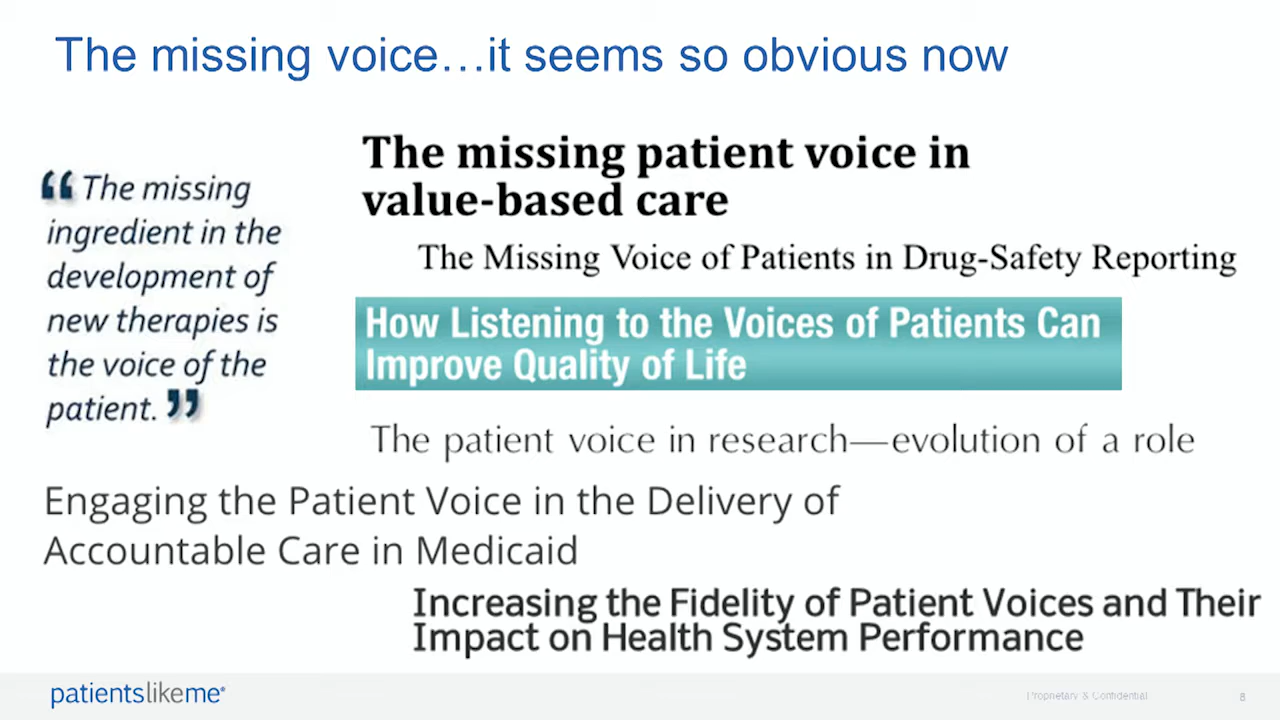 The missing voice…it seems so obvious now
“ The missing
ingredient in the
development of
new therapies is
the voice of the
patient. ”
The missing patient voice in
value-based care
The Missing Voice of Patients in Drug-Safety Reporting
How Listening to the Voices of Patients Can
Improve Quality of Life
The patient voice in research—evolution of a role
Engaging the Patient Voice in the Delivery of
Accountable Care in Medicaid
Increasing the Fidelity of Patient Voices and Their
Impact on Health System Performance
patientslikeme®
Proprietary & Confidential
8